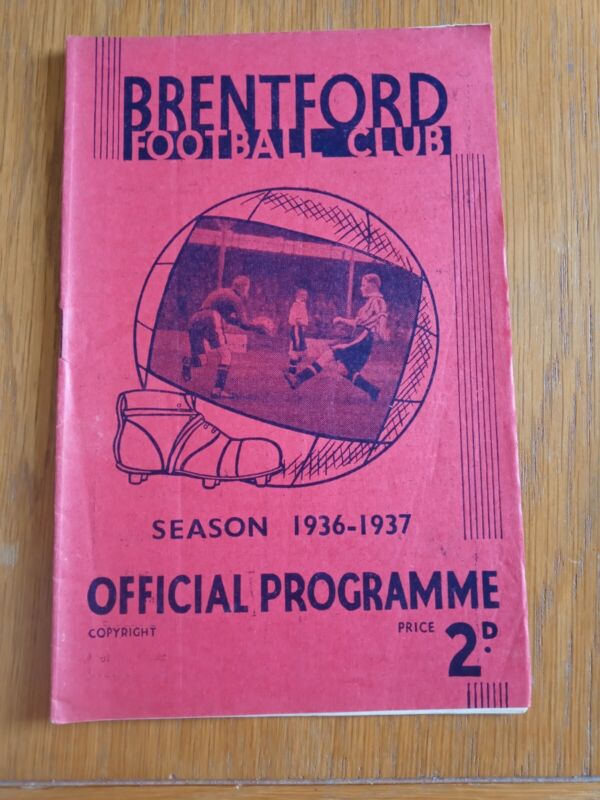 BRENTFORD
FOOTBALL CLUB
SEASON 1936-1937
OFFICIAL PROGRAMME
COPYRIGHT PRICE 2D.